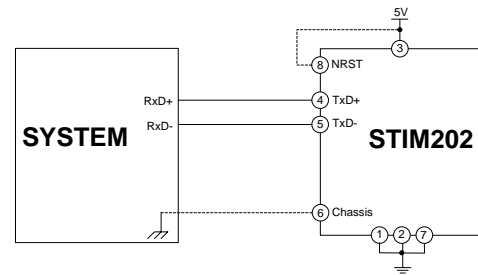 5V
3
8 NRST
RxD+ 4 TxD+
RxD- 5 TxD-
SYSTEM STIM202
6 Chassis
1 2 7